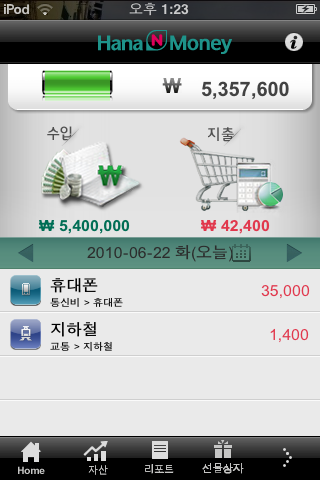 iPod 오후 1:23
Hana N Money
₩ 5,357,600
수입 지출
₩ 5,400,000 ₩ 42,400
2010-06-22 화(오늘)
휴대폰
통신비 > 휴대폰
35,000
지하철
교통 > 지하철
1,400
Home 자산 리포트 선물상자